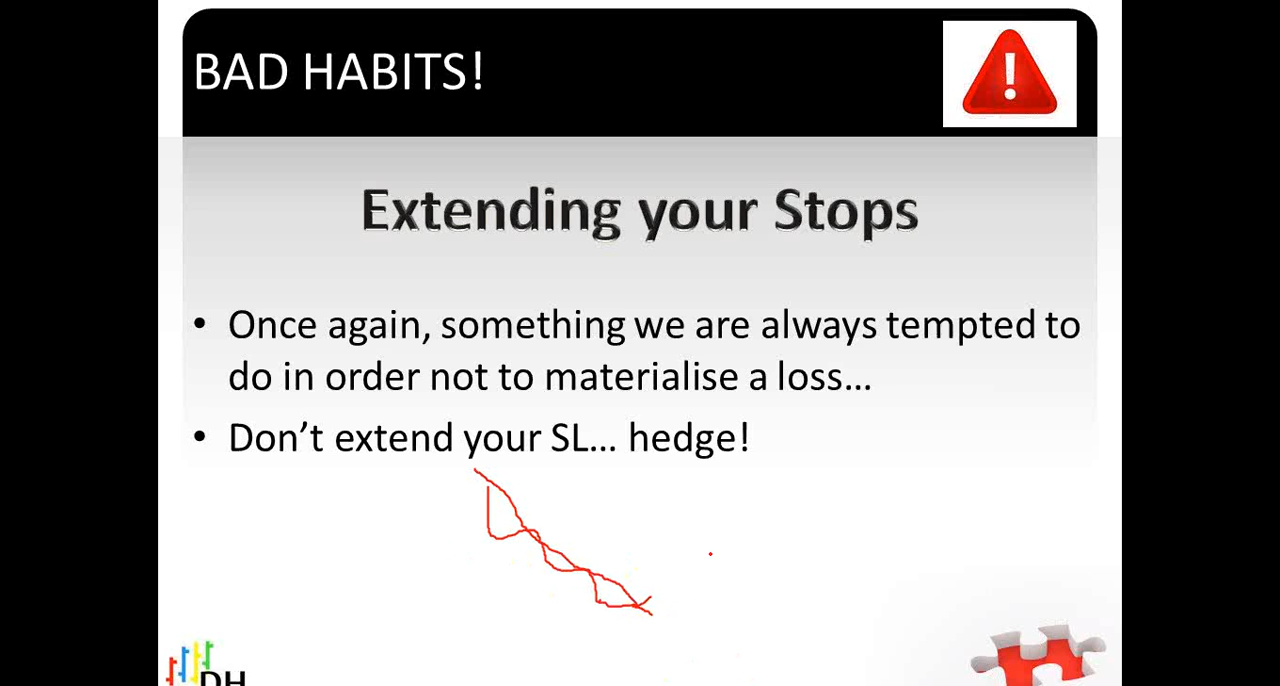 BAD HABITS!
Extending your Stops
• Once again, something we are always tempted to
do in order not to materialise a loss…
• Don’t extend your SL… hedge!
DH